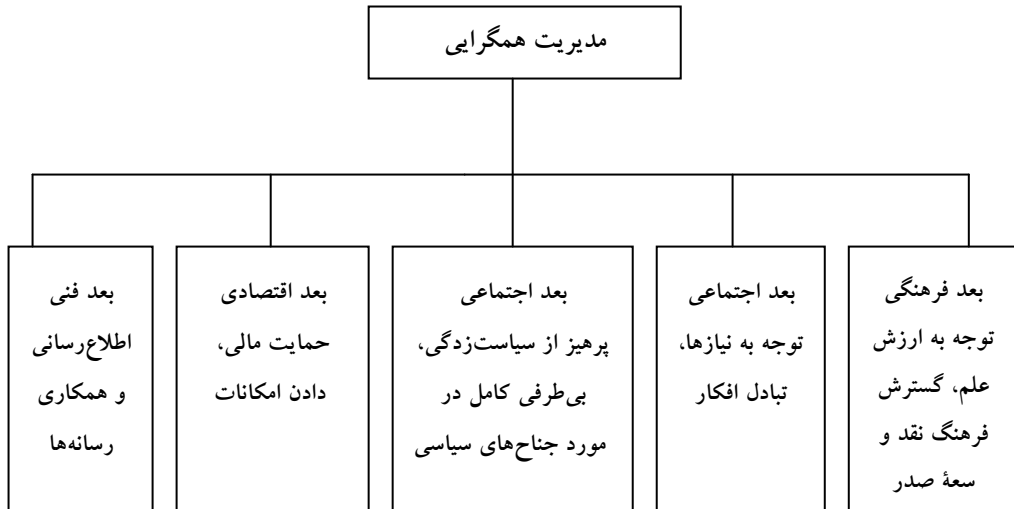 مدیریت همگرایی
بعد فرهنگی
توجه به ارزش
علم، گسترش
فرهنگ نقد و
سعۀ صدر
بعد اجتماعی
توجه به نیازها،
تبادل افکار
بعد اجتماعی
پرهیز از سیاست‌زدگی،
بی‌طرفی کامل در
مورد جناح‌های سیاسی
بعد اقتصادی
حمایت مالی،
دادن امکانات
بعد فنی
اطلاع‌رسانی
و همکاری
رسانه‌ها